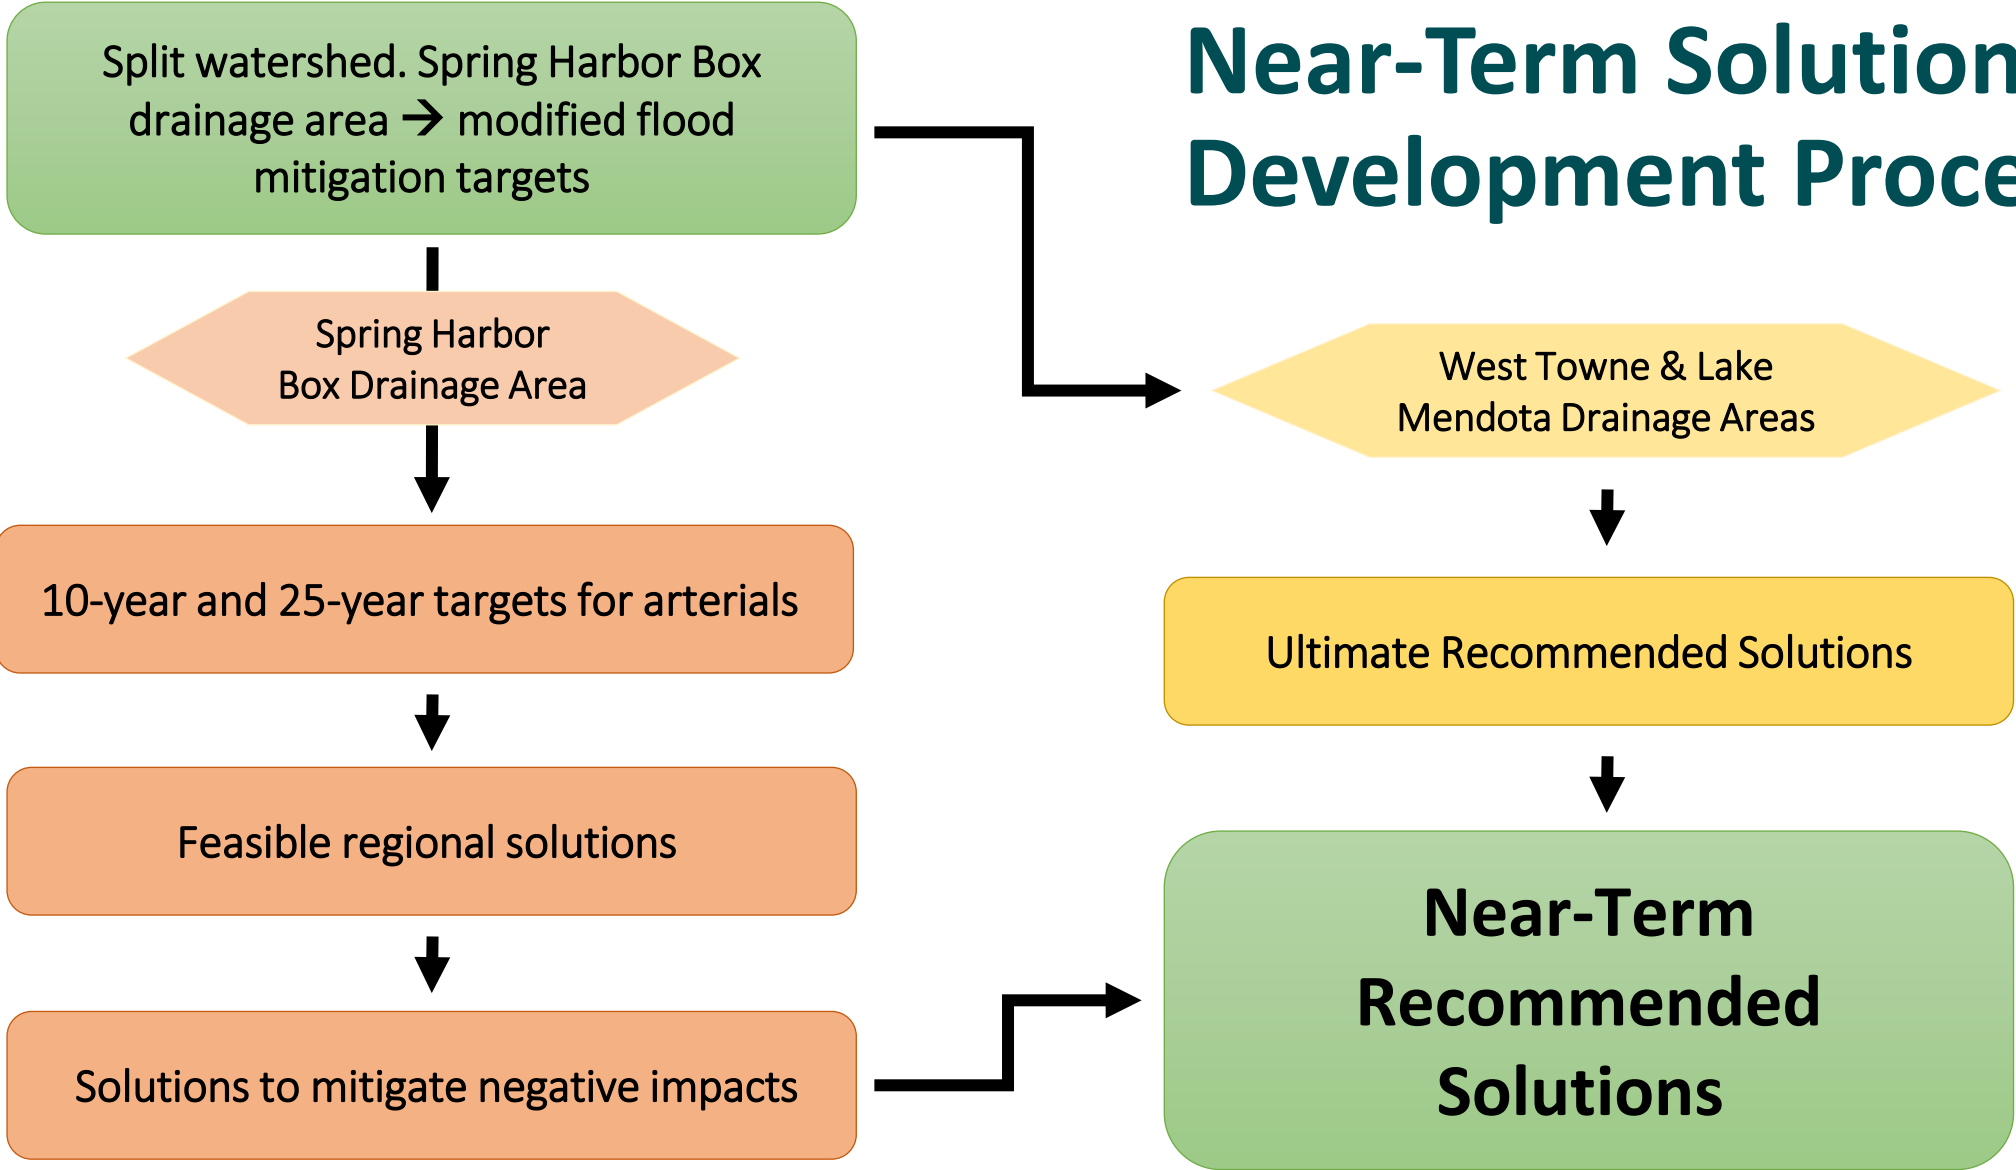 Near-Term Solution
Development Proce
Split watershed. Spring Harbor Box
drainage area → modified flood
mitigation targets
Spring Harbor
Box Drainage Area
10-year and 25-year targets for arterials
Feasible regional solutions
Solutions to mitigate negative impacts
West Towne & Lake
Mendota Drainage Areas
Ultimate Recommended Solutions
Near-Term
Recommended
Solutions